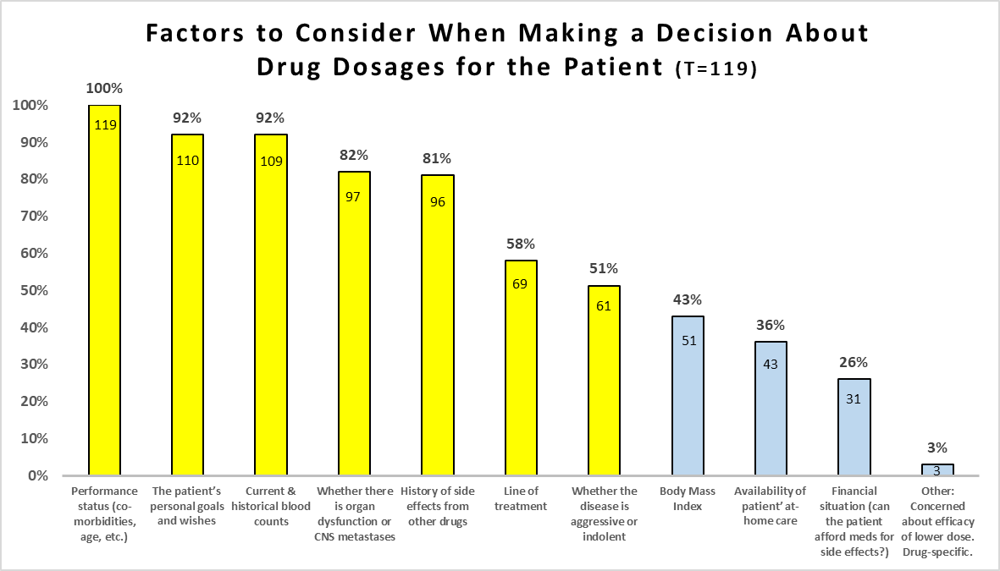 Factors to Consider When Making a Decision About
Drug Dosages for the Patient (T=119)
100%
90%
80%
70%
60%
50%
40%
30%
20%
10%
0%
100%
119
92%
110
92%
109
82%
97
81%
96
58%
69
51%
61
43%
51
36%
43
26%
31
3%
3
Performance
status (co-
morbidities,
age, etc.)
The patient’s
personal goals
and wishes
Current &
historical blood
counts
Whether there
is organ
dysfunction or
CNS metastases
History of side
effects from
other drugs
Line of
treatment
Whether the
disease is
aggressive or
indolent
Body Mass
Index
Availability of
patient’ at-
home care
Financial
situation (can
the patient
afford meds for
side effects?)
Other:
Concerned
about efficacy
of lower dose.
Drug-specific.